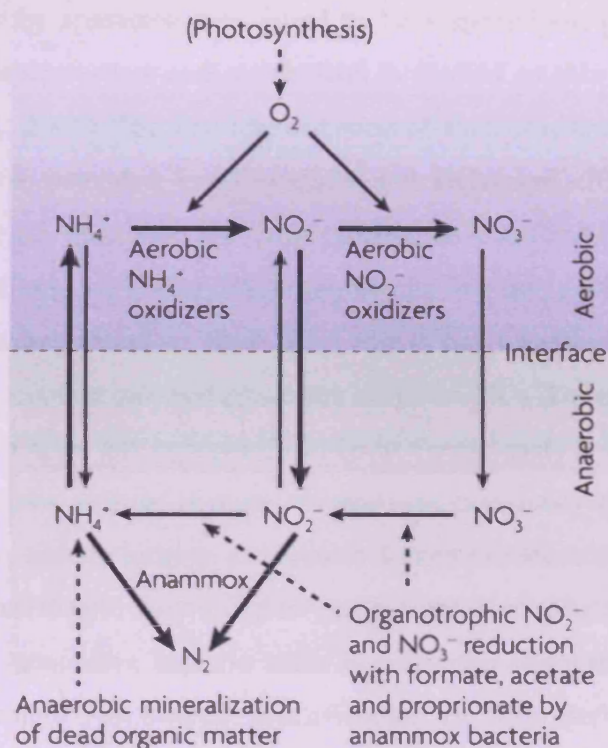 (Photosynthesis)
O₂
NH₄⁺ NO₂⁻ NO₃⁻
Aerobic Aerobic
NH₄⁺ NO₂⁻
oxidizers oxidizers
Aerobic
Interface
Anaerobic
NH₄⁺ NO₂⁻ NO₃⁻
Anammox
N₂
Organotrophic NO₂⁻
and NO₃⁻ reduction
with formate, acetate
and proprionate by
anammox bacteria
Anaerobic mineralization
of dead organic matter